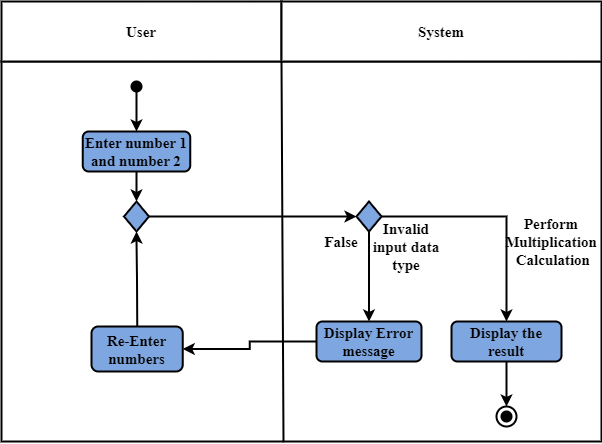 User
System
Enter number 1
and number 2
False
Invalid
input data
type
Perform
Multiplication
Calculation
Re-Enter
numbers
Display Error
message
Display the
result